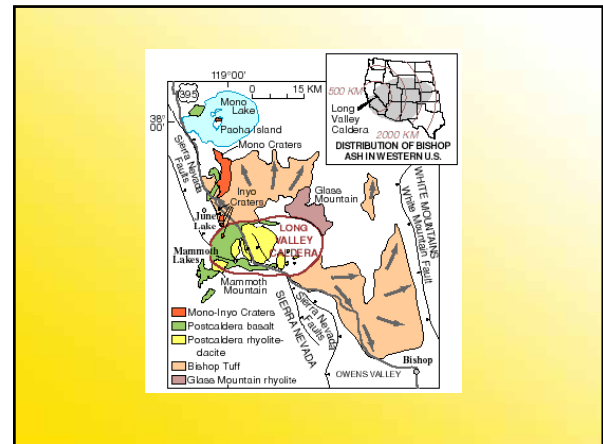 119°00'
0 15 KM
395
Mono
Lake
38°
00'
Paoha Island
Mono Craters
Sierra Nevada
Faults
Inyo
Craters
Glass
Mountain
June
Lake
LONG
VALLEY
CALDERA
Mammoth
Lakes
Mammoth
Mountain
500 KM
Long
Valley
Caldera
2000 KM
DISTRIBUTION OF BISHOP
ASH IN WESTERN U.S.
WHITE MOUNTAINS
White Mountain Fault
SIERRA NEVADA
Sierra Nevada
Faults
Bishop
OWENS VALLEY
Mono-Inyo Craters
Postcaldera basalt
Postcaldera rhyolite-
dacite
Bishop Tuff
Glass Mountain rhyolite